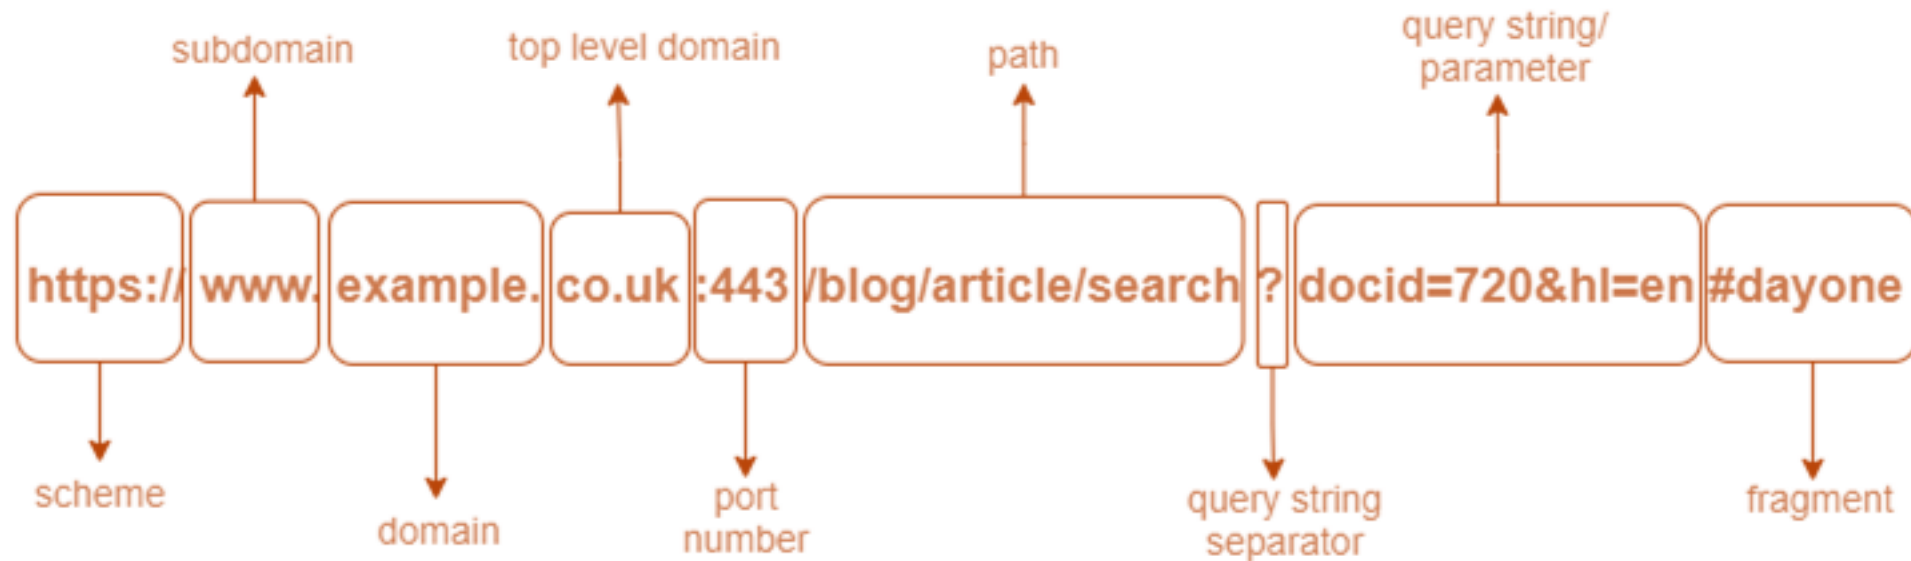 subdomain
top level domain
path
query string/
parameter
https:// www. example. co.uk :443 /blog/article/search ? docid=720&hl=en #dayone
scheme
domain
port
number
query string
separator
fragment